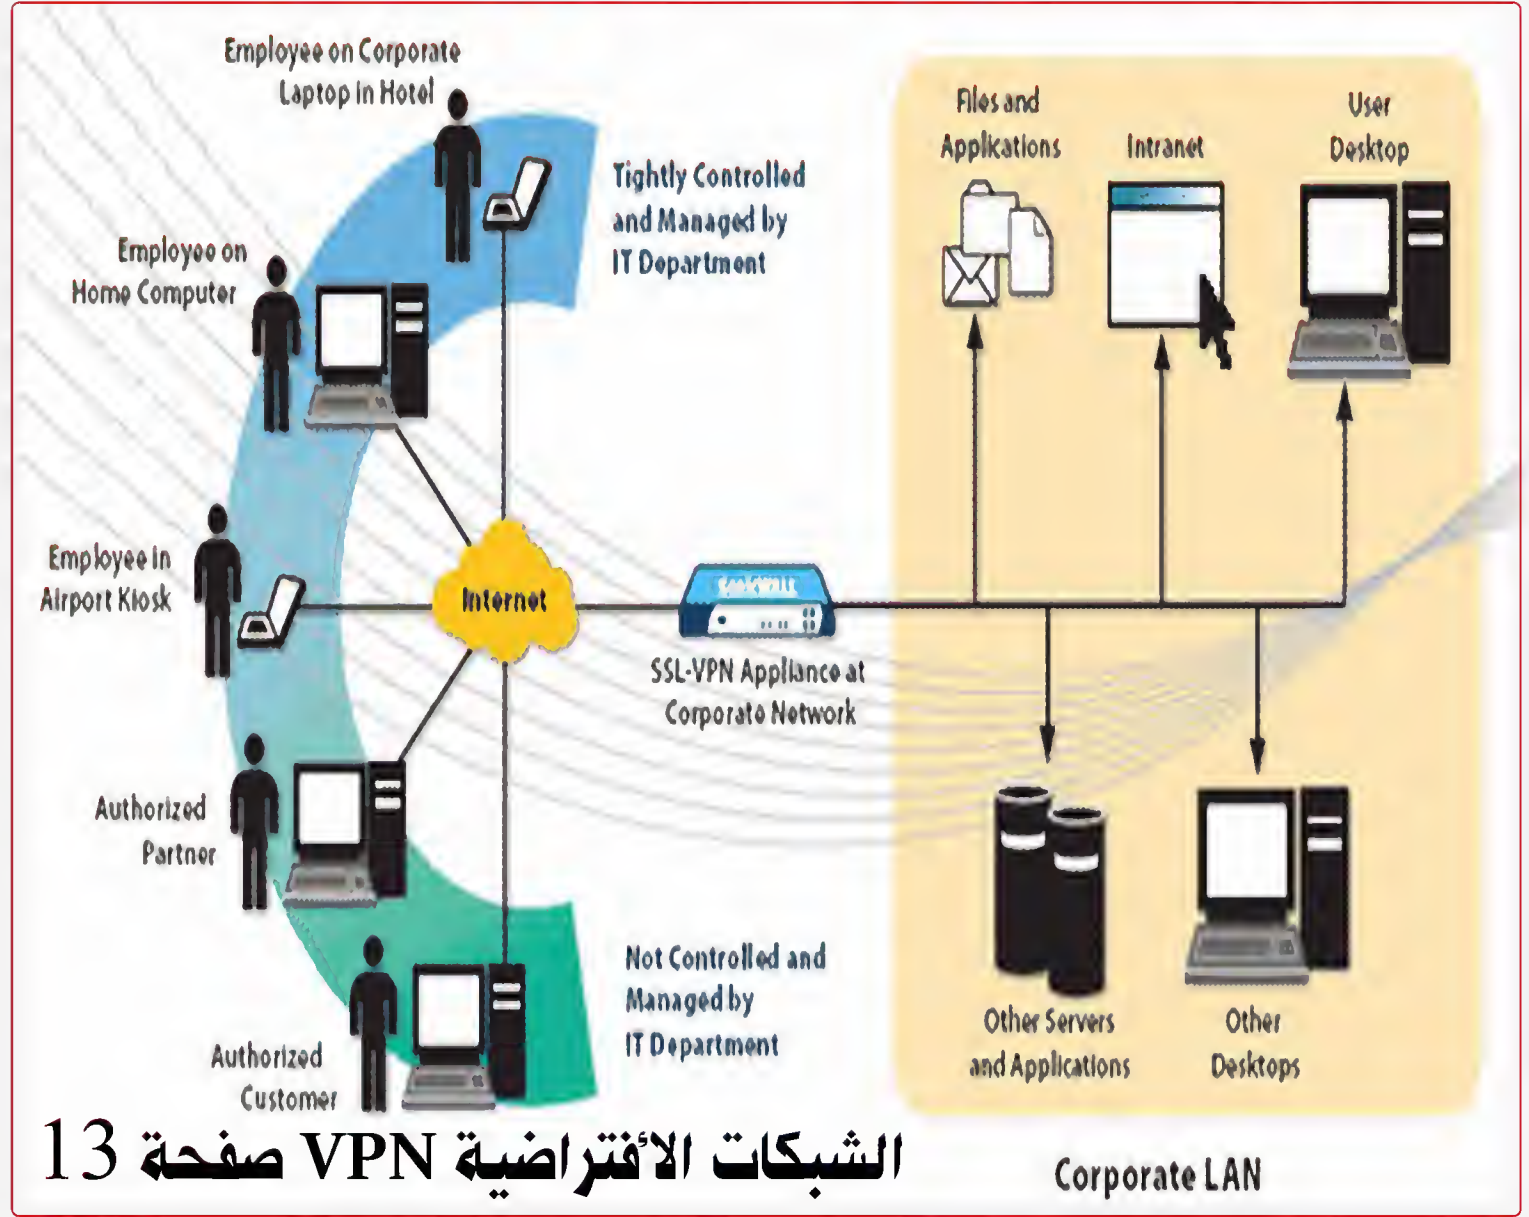 Employee on Corporate
Laptop in Hotel
Tightly Controlled
and Managed by
IT Department
Employee on
Home Computer
Employee in
Airport Kiosk
Internet
SSL-VPN Appliance at
Corporate Network
Authorized
Partner
Authorized
Customer
Not Controlled and
Managed by
IT Department
Files and
Applications
Intranet
User
Desktop
Other Servers
and Applications
Other
Desktops
Corporate LAN
الشبكات الأفتراضية VPN صفحة 13